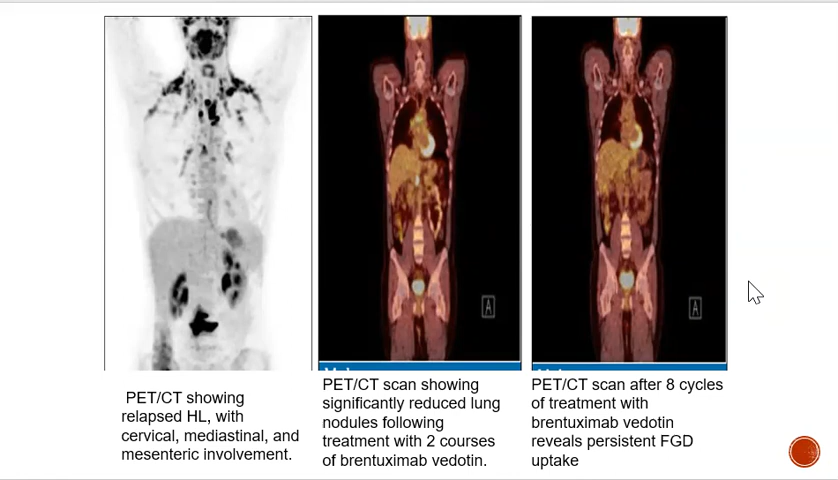 A
A
PET/CT showing
relapsed HL, with
cervical, mediastinal, and
mesenteric involvement.
PET/CT scan showing
significantly reduced lung
nodules following
treatment with 2 courses
of brentuximab vedotin.
PET/CT scan after 8 cycles
of treatment with
brentuximab vedotin
reveals persistent FGD
uptake